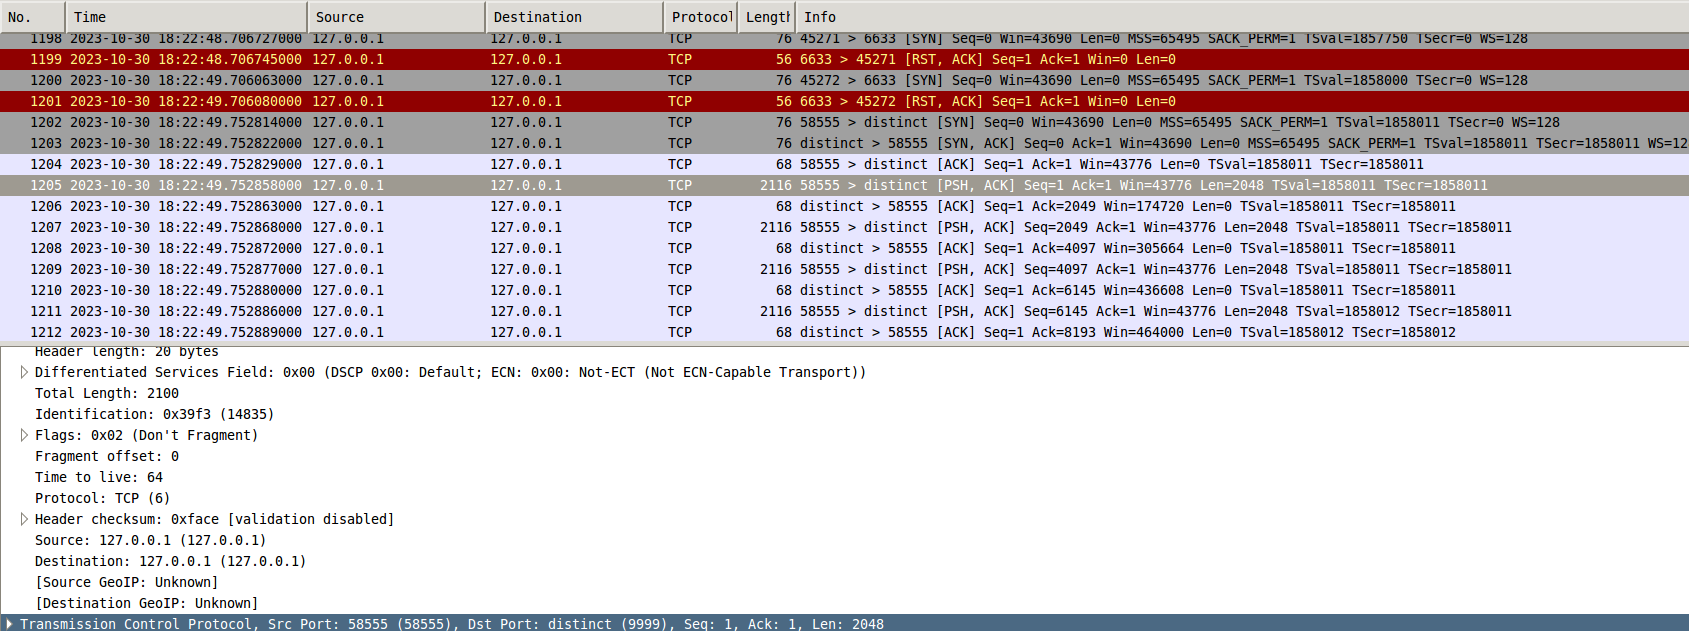 No. Time Source Destination Protocol Length Info
1198 2023-10-30 18:22:48.706727000 127.0.0.1 127.0.0.1 TCP 76 45271 > 6633 [SYN] Seq=0 Win=43690 Len=0 MSS=65495 SACK_PERM=1 TSval=1857750 TSecr=0 WS=128
1199 2023-10-30 18:22:48.706745000 127.0.0.1 127.0.0.1 TCP 56 6633 > 45271 [RST, ACK] Seq=1 Ack=1 Win=0 Len=0
1200 2023-10-30 18:22:49.706063000 127.0.0.1 127.0.0.1 TCP 76 45272 > 6633 [SYN] Seq=0 Win=43690 Len=0 MSS=65495 SACK_PERM=1 TSval=1858000 TSecr=0 WS=128
1201 2023-10-30 18:22:49.706080000 127.0.0.1 127.0.0.1 TCP 56 6633 > 45272 [RST, ACK] Seq=1 Ack=1 Win=0 Len=0
1202 2023-10-30 18:22:49.752814000 127.0.0.1 127.0.0.1 TCP 76 58555 > distinct [SYN] Seq=0 Win=43690 Len=0 MSS=65495 SACK_PERM=1 TSval=1858011 TSecr=0 WS=128
1203 2023-10-30 18:22:49.752822000 127.0.0.1 127.0.0.1 TCP 76 distinct > 58555 [SYN, ACK] Seq=0 Ack=1 Win=43690 Len=0 MSS=65495 SACK_PERM=1 TSval=1858011 TSecr=1858011 WS=12
1204 2023-10-30 18:22:49.752829000 127.0.0.1 127.0.0.1 TCP 68 58555 > distinct [ACK] Seq=1 Ack=1 Win=43776 Len=0 TSval=1858011 TSecr=1858011
1205 2023-10-30 18:22:49.752858000 127.0.0.1 127.0.0.1 TCP 2116 58555 > distinct [PSH, ACK] Seq=1 Ack=1 Win=43776 Len=2048 TSval=1858011 TSecr=1858011
1206 2023-10-30 18:22:49.752863000 127.0.0.1 127.0.0.1 TCP 68 distinct > 58555 [ACK] Seq=1 Ack=2049 Win=174720 Len=0 TSval=1858011 TSecr=1858011
1207 2023-10-30 18:22:49.752868000 127.0.0.1 127.0.0.1 TCP 2116 58555 > distinct [PSH, ACK] Seq=2049 Ack=1 Win=43776 Len=2048 TSval=1858011 TSecr=1858011
1208 2023-10-30 18:22:49.752872000 127.0.0.1 127.0.0.1 TCP 68 distinct > 58555 [ACK] Seq=1 Ack=4097 Win=305664 Len=0 TSval=1858011 TSecr=1858011
1209 2023-10-30 18:22:49.752877000 127.0.0.1 127.0.0.1 TCP 2116 58555 > distinct [PSH, ACK] Seq=4097 Ack=1 Win=43776 Len=2048 TSval=1858011 TSecr=1858011
1210 2023-10-30 18:22:49.752880000 127.0.0.1 127.0.0.1 TCP 68 distinct > 58555 [ACK] Seq=1 Ack=6145 Win=436608 Len=0 TSval=1858011 TSecr=1858011
1211 2023-10-30 18:22:49.752886000 127.0.0.1 127.0.0.1 TCP 2116 58555 > distinct [PSH, ACK] Seq=6145 Ack=1 Win=43776 Len=2048 TSval=1858012 TSecr=1858011
1212 2023-10-30 18:22:49.752889000 127.0.0.1 127.0.0.1 TCP 68 distinct > 58555 [ACK] Seq=1 Ack=8193 Win=464000 Len=0 TSval=1858012 TSecr=1858012
Header length: 20 bytes
Differentiated Services Field: 0x00 (DSCP 0x00: Default; ECN: 0x00: Not-ECT (Not ECN-Capable Transport))
Total Length: 2100
Identification: 0x39f3 (14835)
Flags: 0x02 (Don't Fragment)
Fragment offset: 0
Time to live: 64
Protocol: TCP (6)
Header checksum: 0xface [validation disabled]
Source: 127.0.0.1 (127.0.0.1)
Destination: 127.0.0.1 (127.0.0.1)
[Source GeoIP: Unknown]
[Destination GeoIP: Unknown]
Transmission Control Protocol, Src Port: 58555 (58555), Dst Port: distinct (9999), Seq: 1, Ack: 1, Len: 2048